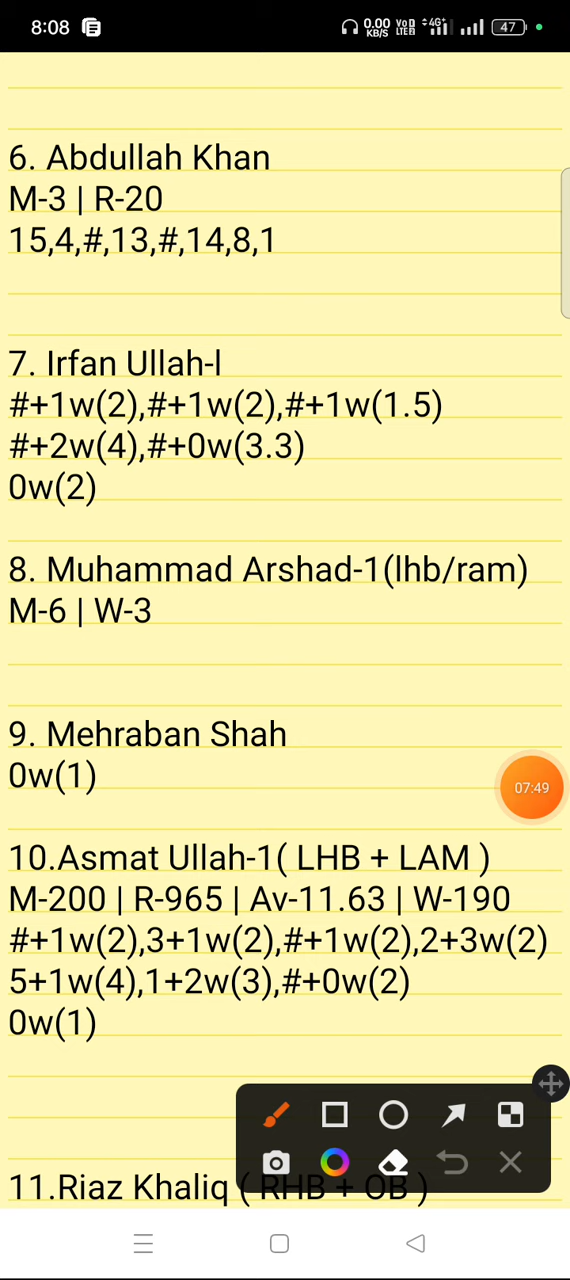 8:08
0.00 KB/S
Vo LTE 2
4G+
47
6. Abdullah Khan
M-3 | R-20
15,4,#,13,#,14,8,1
7. Irfan Ullah-l
#+1w(2),#+1w(2),#+1w(1.5)
#+2w(4),#+0w(3.3)
0w(2)
8. Muhammad Arshad-1(lhb/ram)
M-6 | W-3
9. Mehraban Shah
07:49
0w(1)
10.Asmat Ullah-1( LHB + LAM )
M-200 | R-965 | Av-11.63 | W-190
#+1w(2),3+1w(2),#+1w(2),2+3w(2)
5+1w(4),1+2w(3),#+0w(2)
0w(1)
11.Riaz Khaliq ( RHB + OB )